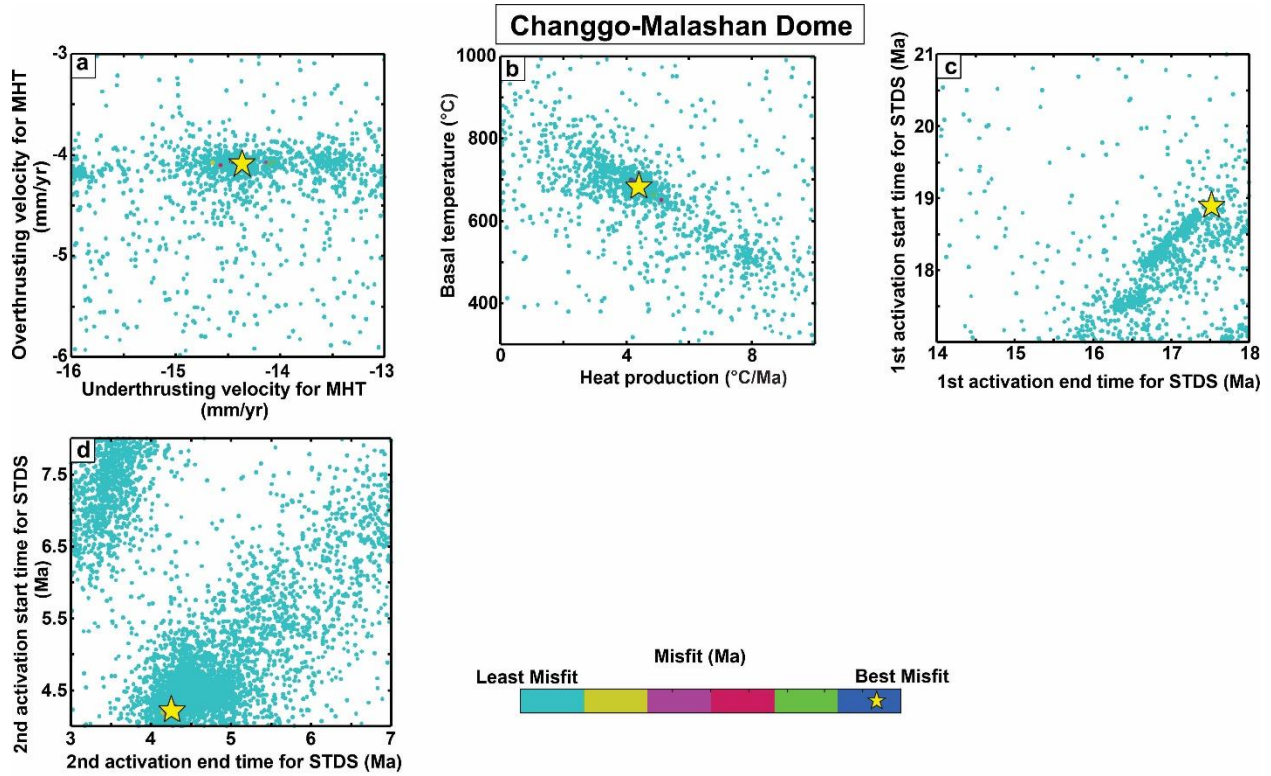 Changgo-Malashan Dome
a
-3
-4
-5
-6
Overthrusting velocity for MHT
(mm/yr)
-16
-15
-14
-13
Underthrusting velocity for MHT
(mm/yr)
b
1000
800
600
400
Basal temperature (°C)
0
4
8
Heat production (°C/Ma)
c
21
20
19
18
1st activation start time for STDS (Ma)
14
15
16
17
18
1st activation end time for STDS (Ma)
d
7.5
6.5
5.5
4.5
2nd activation start time for STDS
(Ma)
3
4
5
6
7
2nd activation end time for STDS (Ma)
Misfit (Ma)
Least Misfit
Best Misfit